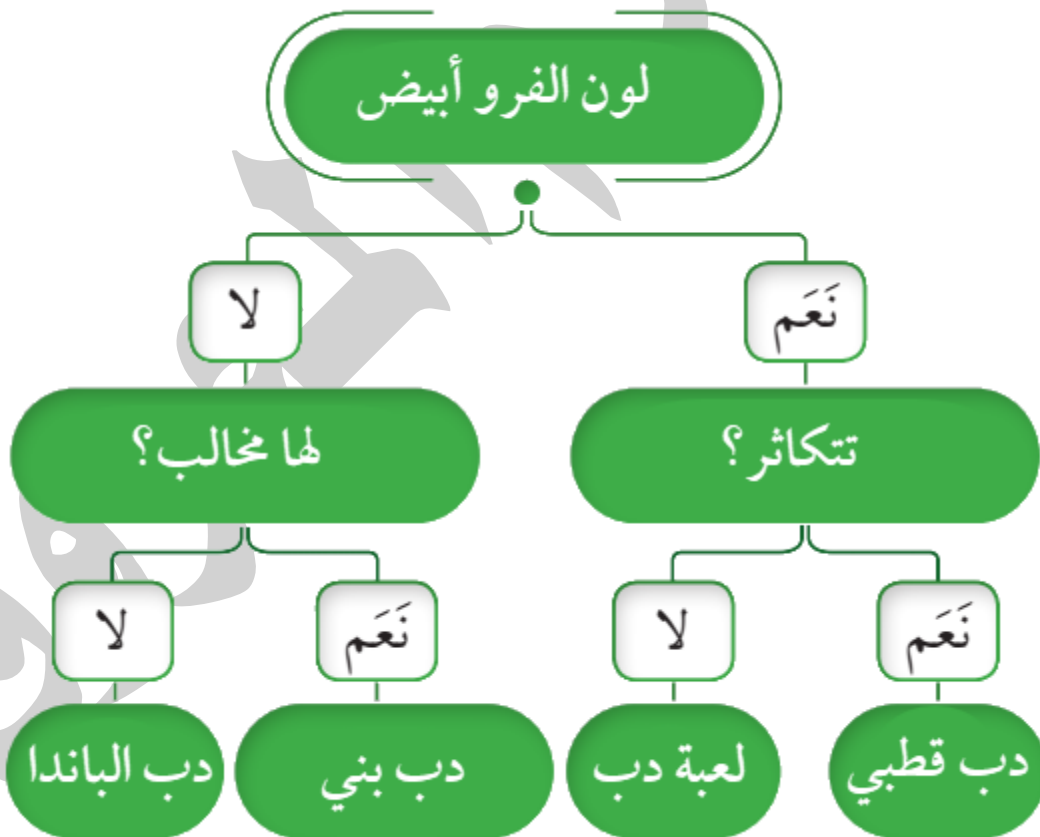 لون الفرو أبيض
نَعَم
لا
تتكاثر؟
لها مخالب؟
نَعَم
لا
نَعَم
لا
دب قطبي
لعبة دب
دب بني
دب الباندا